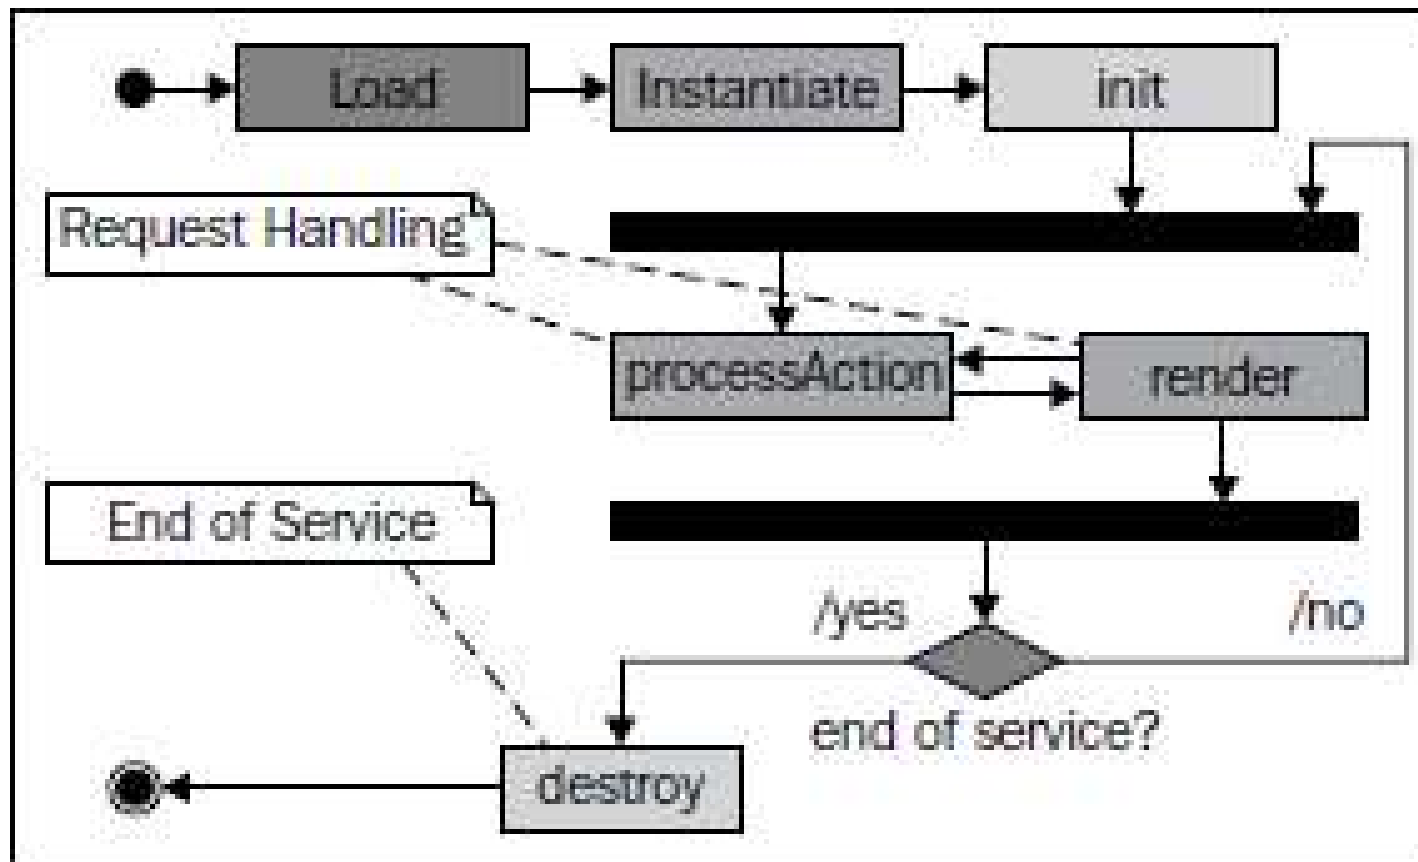 Load
Instantiate
init
Request Handling
processAction
render
End of Service
/yes
/no
end of service?
destroy